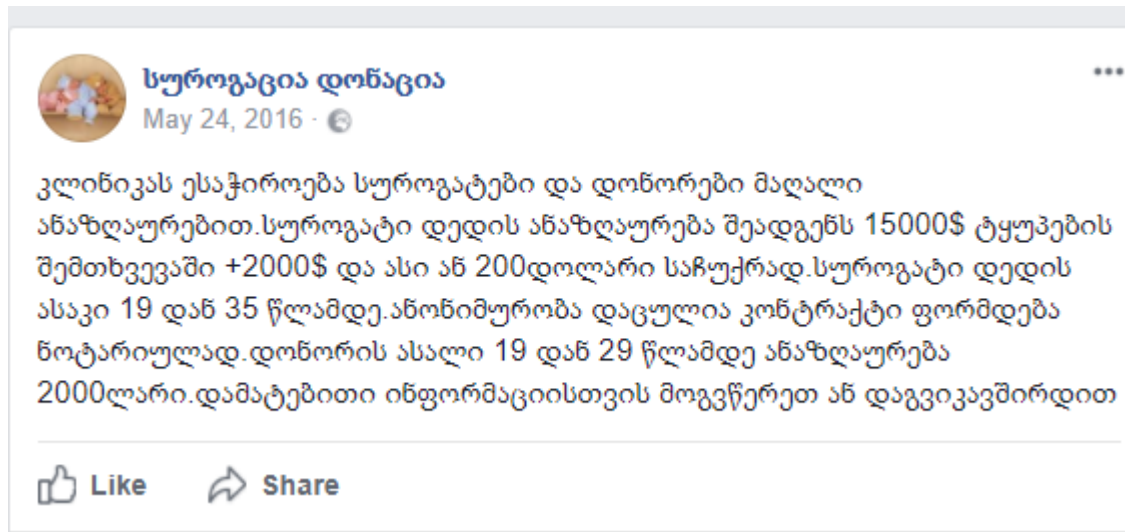 სუროგაცია დონაცია
May 24, 2016 ·
კლინიკას ესაჭიროება სუროგატები და დონორები მაღალი
ანაზღაურებით.სუროგატი დედის ანაზღაურება შეადგენს 15000$ ტყუპების
შემთხვევაში +2000$ და ასი ან 200დოლარი საჩუქრად.სუროგატი დედის
ასაკი 19 დან 35 წლამდე.ანონიმურობა დაცულია კონტრაქტი ფორმდება
ნოტარიულად.დონორის ასალი 19 დან 29 წლამდე ანაზღაურება
2000ლარი.დამატებითი ინფორმაციისთვის მოგვწერეთ ან დაგვიკავშირდით
Like Share